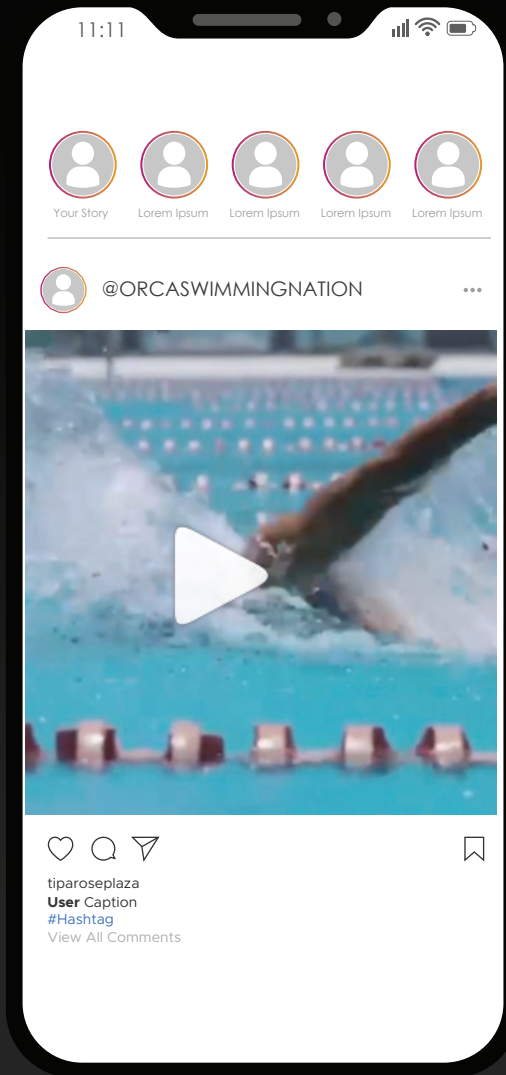 11:11
Your Story Lorem Ipsum Lorem Ipsum Lorem Ipsum Lorem Ipsum
@ORCASWIMMINGNATION
tiparoseplaza
User Caption
#Hashtag
View All Comments